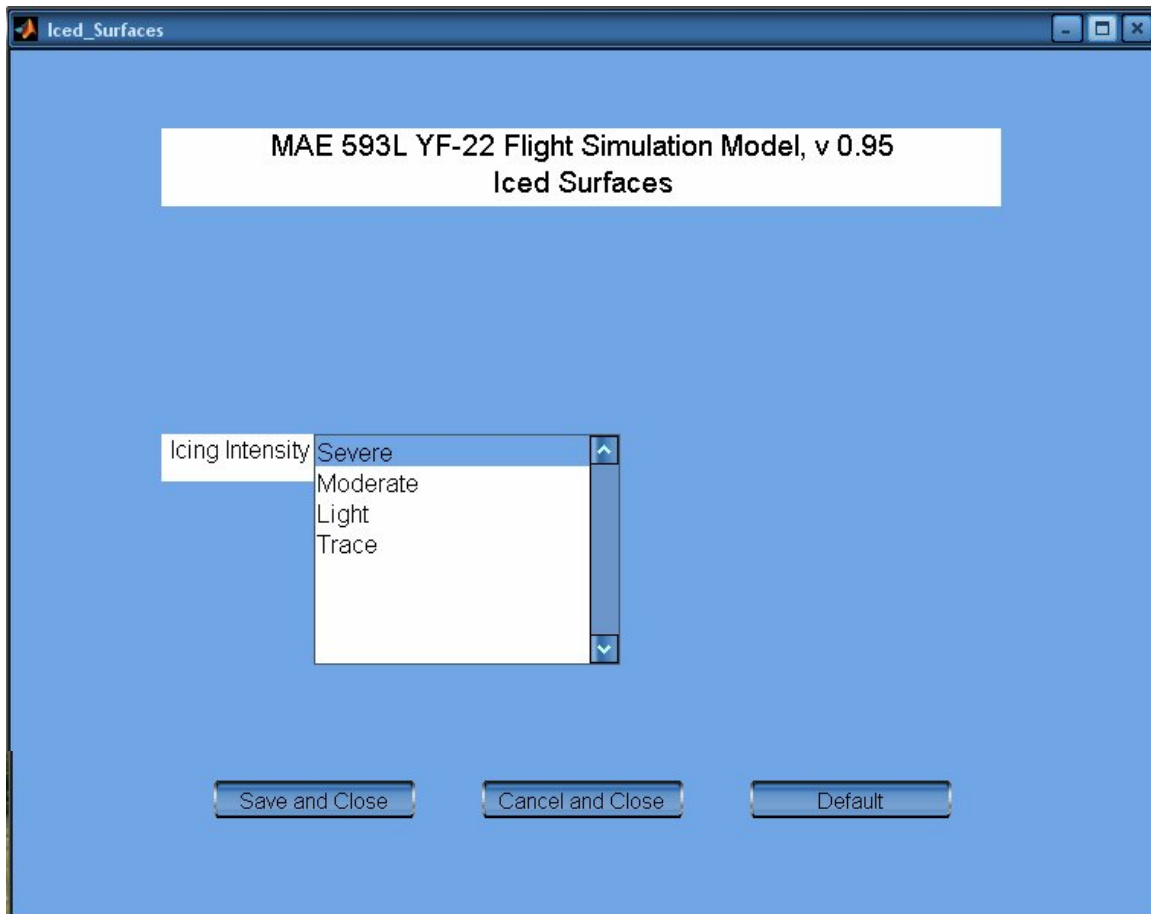 Iced_Surfaces
MAE 593L YF-22 Flight Simulation Model, v 0.95
Iced Surfaces
Icing Intensity
Severe
Moderate
Light
Trace
Save and Close
Cancel and Close
Default